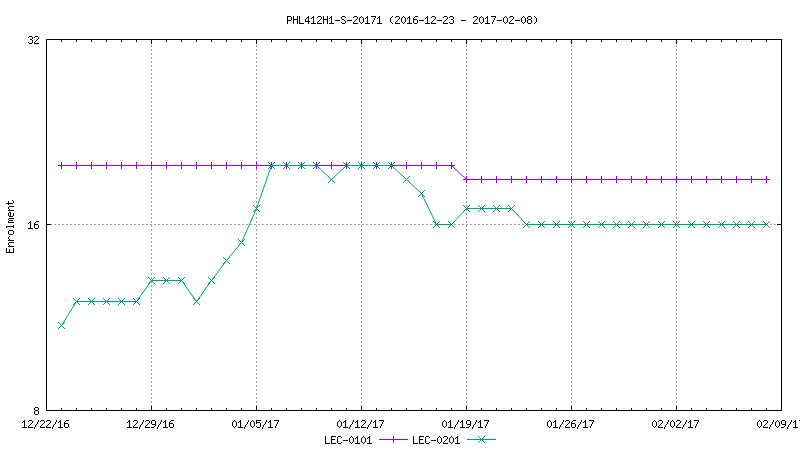 PHL412H1-S-20171 (2016-12-23 - 2017-02-08)
32
16
8
Enrolment
12/22/16 12/29/16 01/05/17 01/12/17 01/19/17 01/26/17 02/02/17 02/09/1
LEC-0101 LEC-0201